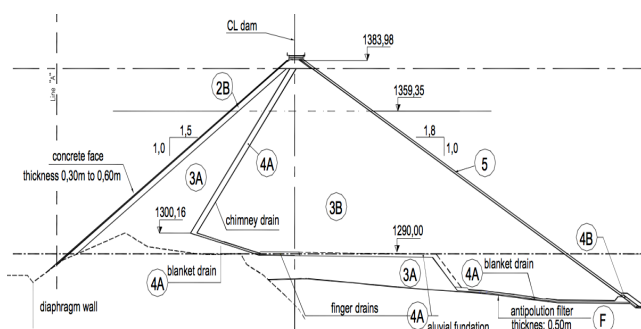 CL dam
1383,98
Line "A"
2B
1359,35
1,5
1,0
1,8
1,0
4A
5
concrete face
thickness 0,30m to 0,60m
3A
3B
chimney drain
1300,16
1290,00
4B
4A
blanket drain
3A
4A
blanket drain
diaphragm wall
finger drains
4A
antipolution filter
thicknes: 0,50m
F
aluvial fundation